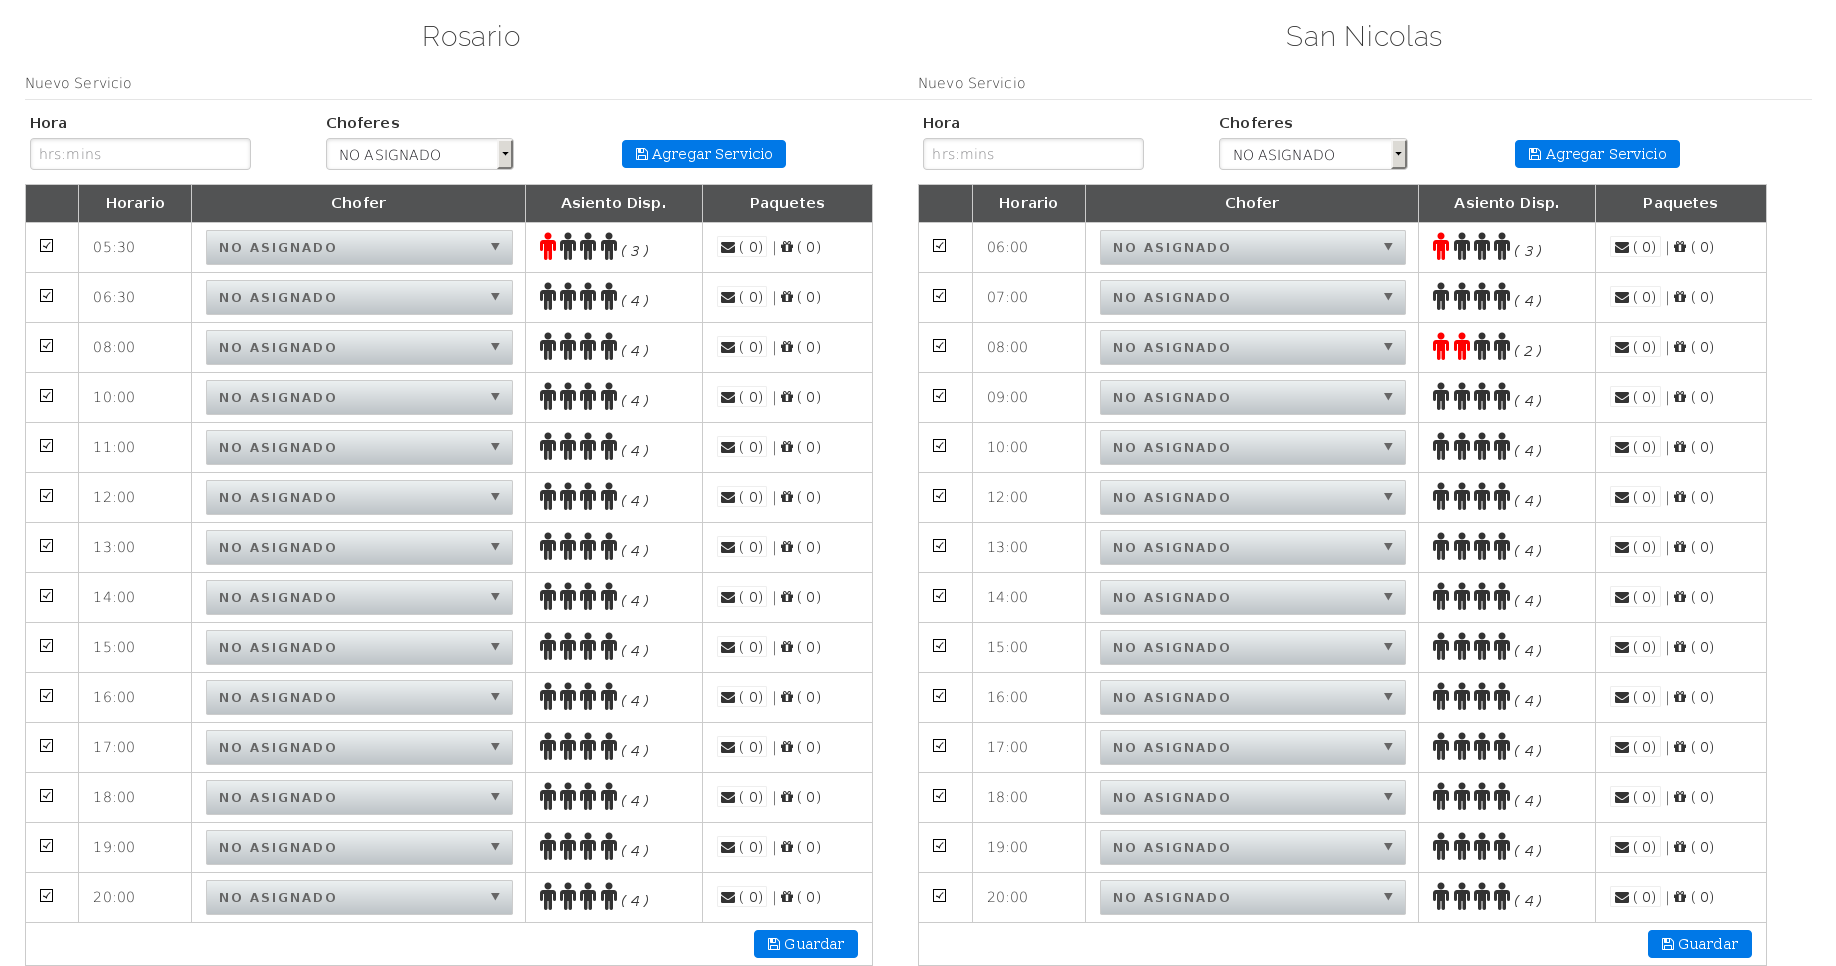 Rosario
Nuevo Servicio
Hora
Choferes
hrs:mins
NO ASIGNADO
Agregar Servicio
Horario Chofer Asiento Disp. Paquetes
05:30 NO ASIGNADO ( 3 ) ( 0) | ( 0)
06:30 NO ASIGNADO ( 4 ) ( 0) | ( 0)
08:00 NO ASIGNADO ( 4 ) ( 0) | ( 0)
10:00 NO ASIGNADO ( 4 ) ( 0) | ( 0)
11:00 NO ASIGNADO ( 4 ) ( 0) | ( 0)
12:00 NO ASIGNADO ( 4 ) ( 0) | ( 0)
13:00 NO ASIGNADO ( 4 ) ( 0) | ( 0)
14:00 NO ASIGNADO ( 4 ) ( 0) | ( 0)
15:00 NO ASIGNADO ( 4 ) ( 0) | ( 0)
16:00 NO ASIGNADO ( 4 ) ( 0) | ( 0)
17:00 NO ASIGNADO ( 4 ) ( 0) | ( 0)
18:00 NO ASIGNADO ( 4 ) ( 0) | ( 0)
19:00 NO ASIGNADO ( 4 ) ( 0) | ( 0)
20:00 NO ASIGNADO ( 4 ) ( 0) | ( 0)
Guardar
San Nicolas
Nuevo Servicio
Hora
Choferes
hrs:mins
NO ASIGNADO
Agregar Servicio
Horario Chofer Asiento Disp. Paquetes
06:00 NO ASIGNADO ( 3 ) ( 0) | ( 0)
07:00 NO ASIGNADO ( 4 ) ( 0) | ( 0)
08:00 NO ASIGNADO ( 2 ) ( 0) | ( 0)
09:00 NO ASIGNADO ( 4 ) ( 0) | ( 0)
10:00 NO ASIGNADO ( 4 ) ( 0) | ( 0)
12:00 NO ASIGNADO ( 4 ) ( 0) | ( 0)
13:00 NO ASIGNADO ( 4 ) ( 0) | ( 0)
14:00 NO ASIGNADO ( 4 ) ( 0) | ( 0)
15:00 NO ASIGNADO ( 4 ) ( 0) | ( 0)
16:00 NO ASIGNADO ( 4 ) ( 0) | ( 0)
17:00 NO ASIGNADO ( 4 ) ( 0) | ( 0)
18:00 NO ASIGNADO ( 4 ) ( 0) | ( 0)
19:00 NO ASIGNADO ( 4 ) ( 0) | ( 0)
20:00 NO ASIGNADO ( 4 ) ( 0) | ( 0)
Guardar